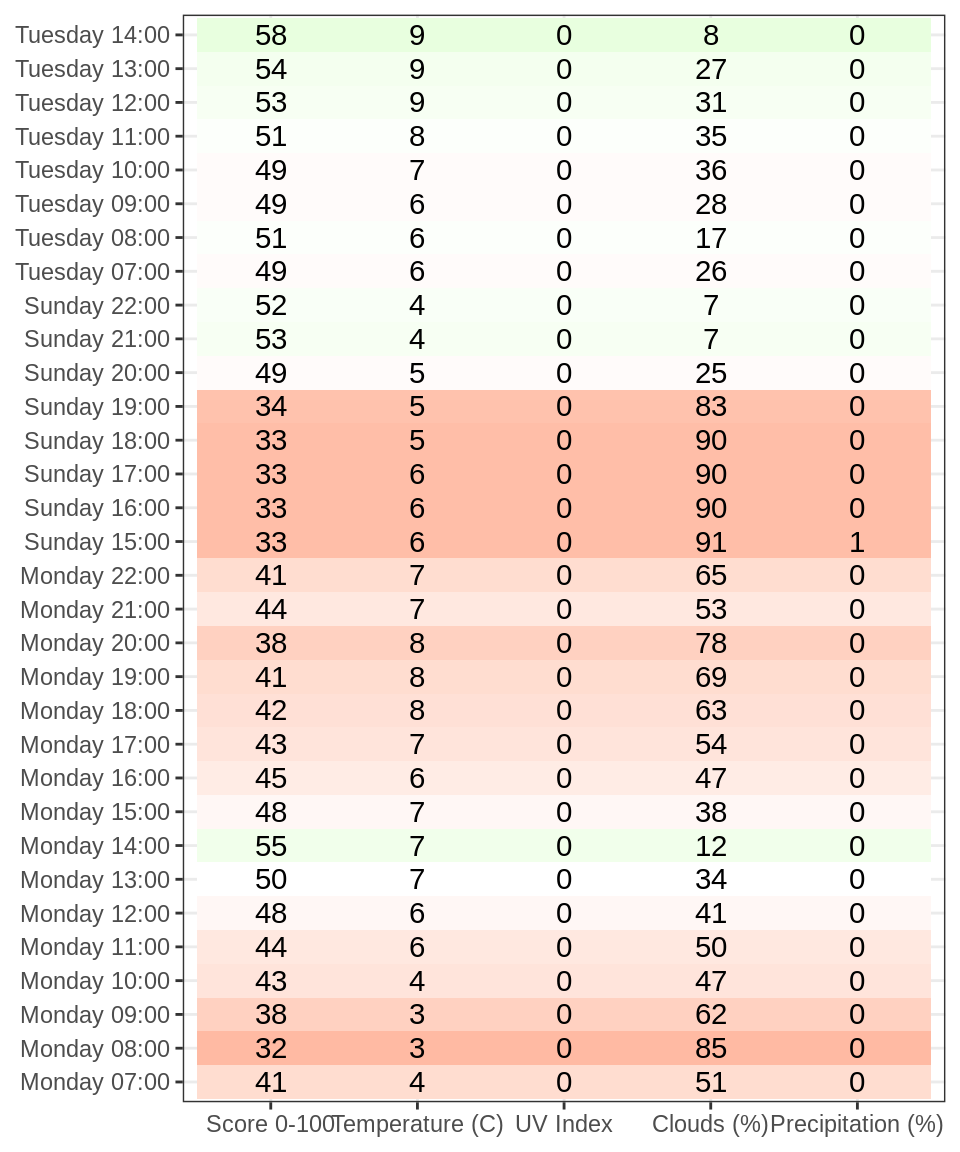 Tuesday 14:00 58 9 0 8 0
Tuesday 13:00 54 9 0 27 0
Tuesday 12:00 53 9 0 31 0
Tuesday 11:00 51 8 0 35 0
Tuesday 10:00 49 7 0 36 0
Tuesday 09:00 49 6 0 28 0
Tuesday 08:00 51 6 0 17 0
Tuesday 07:00 49 6 0 26 0
Sunday 22:00 52 4 0 7 0
Sunday 21:00 53 4 0 7 0
Sunday 20:00 49 5 0 25 0
Sunday 19:00 34 5 0 83 0
Sunday 18:00 33 5 0 90 0
Sunday 17:00 33 6 0 90 0
Sunday 16:00 33 6 0 90 0
Sunday 15:00 33 6 0 91 1
Monday 22:00 41 7 0 65 0
Monday 21:00 44 7 0 53 0
Monday 20:00 38 8 0 78 0
Monday 19:00 41 8 0 69 0
Monday 18:00 42 8 0 63 0
Monday 17:00 43 7 0 54 0
Monday 16:00 45 6 0 47 0
Monday 15:00 48 7 0 38 0
Monday 14:00 55 7 0 12 0
Monday 13:00 50 7 0 34 0
Monday 12:00 48 6 0 41 0
Monday 11:00 44 6 0 50 0
Monday 10:00 43 4 0 47 0
Monday 09:00 38 3 0 62 0
Monday 08:00 32 3 0 85 0
Monday 07:00 41 4 0 51 0
Score 0-100 Temperature (C) UV Index Clouds (%) Precipitation (%)